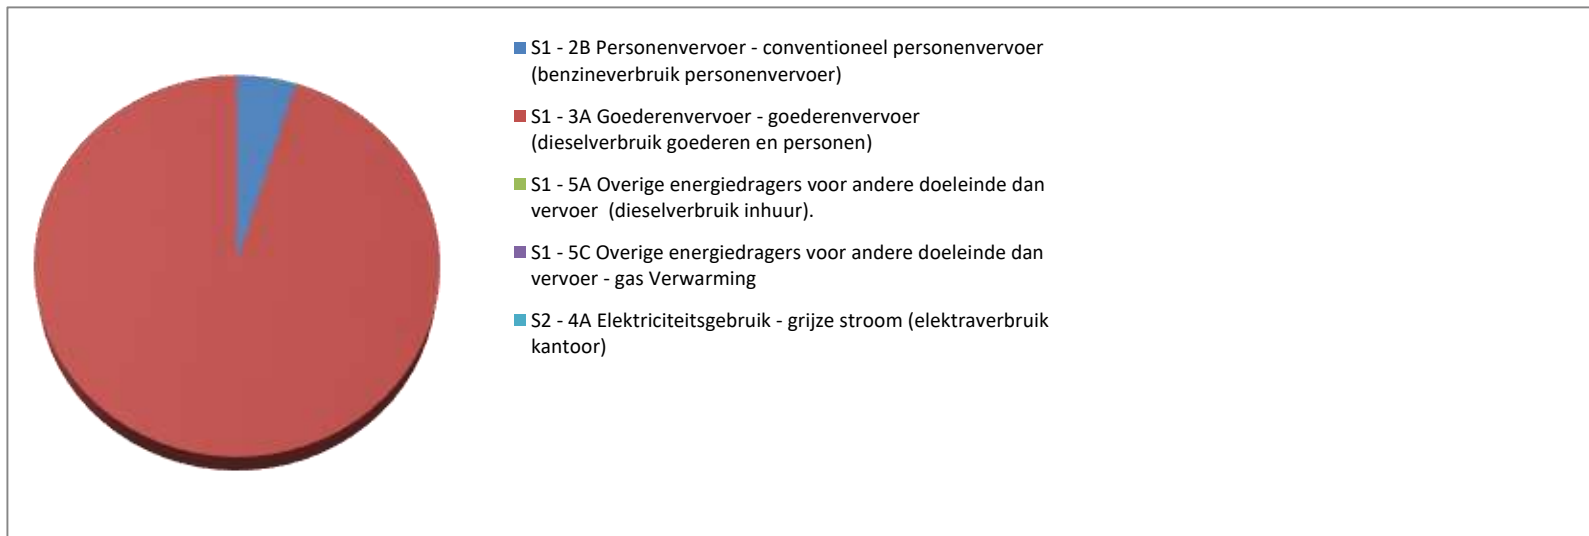 S1 - 2B Personenvervoer - conventioneel personenvervoer
(benzineverbruik personenvervoer)
S1 - 3A Goederenvervoer - goederenvervoer
(dieselverbruik goederen en personen)
S1 - 5A Overige energiedragers voor andere doeleinde dan
vervoer  (dieselverbruik inhuur).
S1 - 5C Overige energiedragers voor andere doeleinde dan
vervoer - gas Verwarming
S2 - 4A Elektriciteitsgebruik - grijze stroom (elektraverbruik
kantoor)